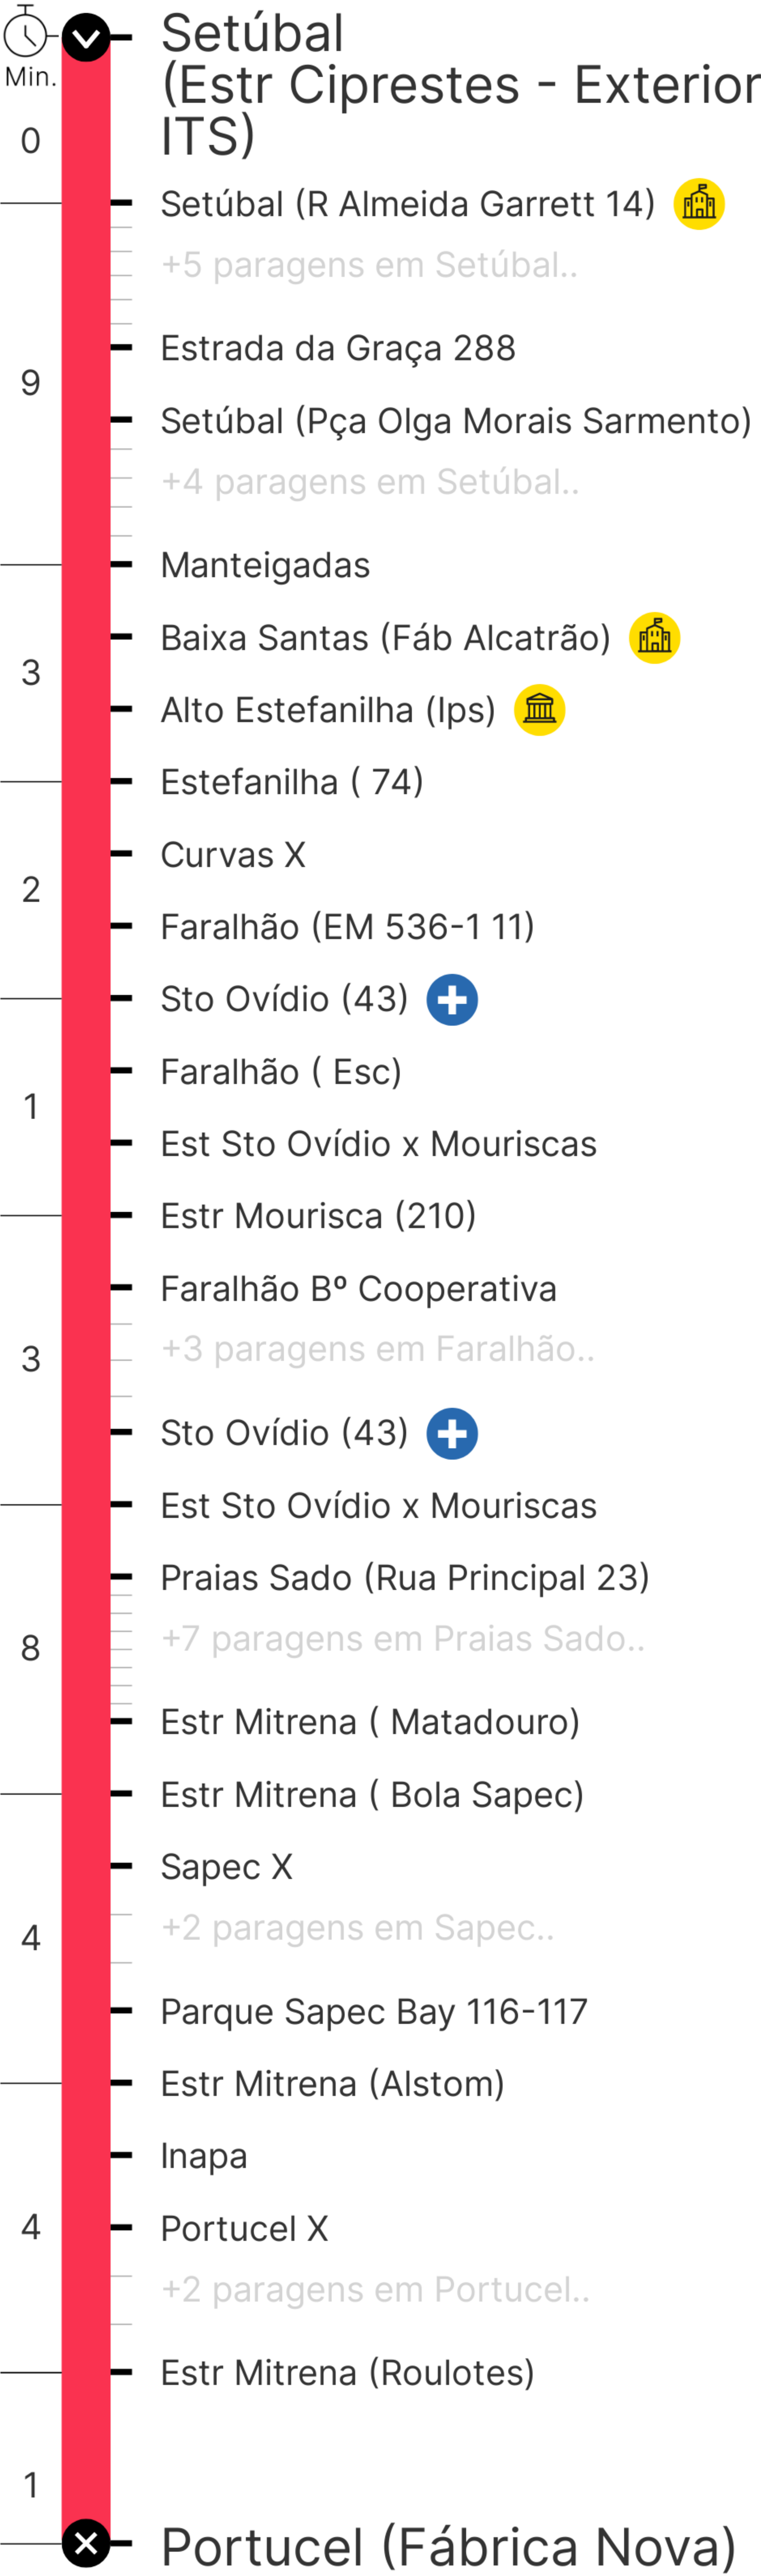 Setúbal
(Estr Ciprestes - Exterior
ITS)
Min.
0
Setúbal (R Almeida Garrett 14)
+5 paragens em Setúbal..
Estrada da Graça 288
9
Setúbal (Pça Olga Morais Sarmento)
+4 paragens em Setúbal..
Manteigadas
Baixa Santas (Fáb Alcatrão)
3
Alto Estefanilha (Ips)
Estefanilha ( 74)
Curvas X
2
Faralhão (EM 536-1 11)
Sto Ovídio (43)
Faralhão ( Esc)
1
Est Sto Ovídio x Mouriscas
Estr Mourisca (210)
Faralhão Bº Cooperativa
+3 paragens em Faralhão..
3
Sto Ovídio (43)
Est Sto Ovídio x Mouriscas
Praias Sado (Rua Principal 23)
+7 paragens em Praias Sado..
8
Estr Mitrena ( Matadouro)
Estr Mitrena ( Bola Sapec)
Sapec X
+2 paragens em Sapec..
4
Parque Sapec Bay 116-117
Estr Mitrena (Alstom)
Inapa
4
Portucel X
+2 paragens em Portucel..
Estr Mitrena (Roulotes)
1
Portucel (Fábrica Nova)